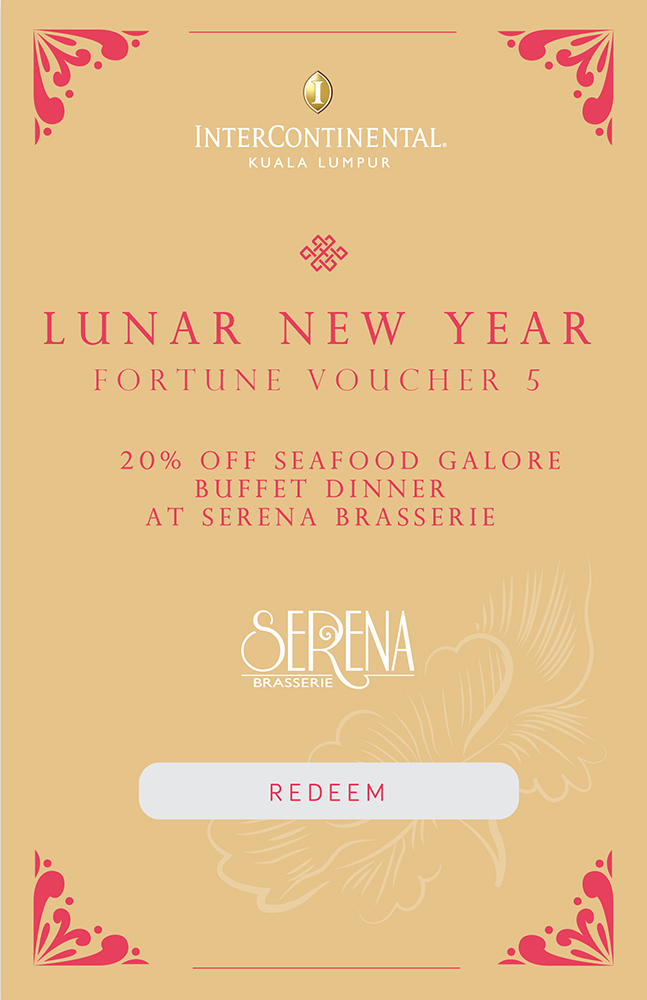 I
INTERCONTINENTAL®
KUALA LUMPUR
LUNAR NEW YEAR
FORTUNE VOUCHER 5
20% OFF SEAFOOD GALORE
BUFFET DINNER
AT SERENA BRASSERIE
SERENA
BRASSERIE
REDEEM